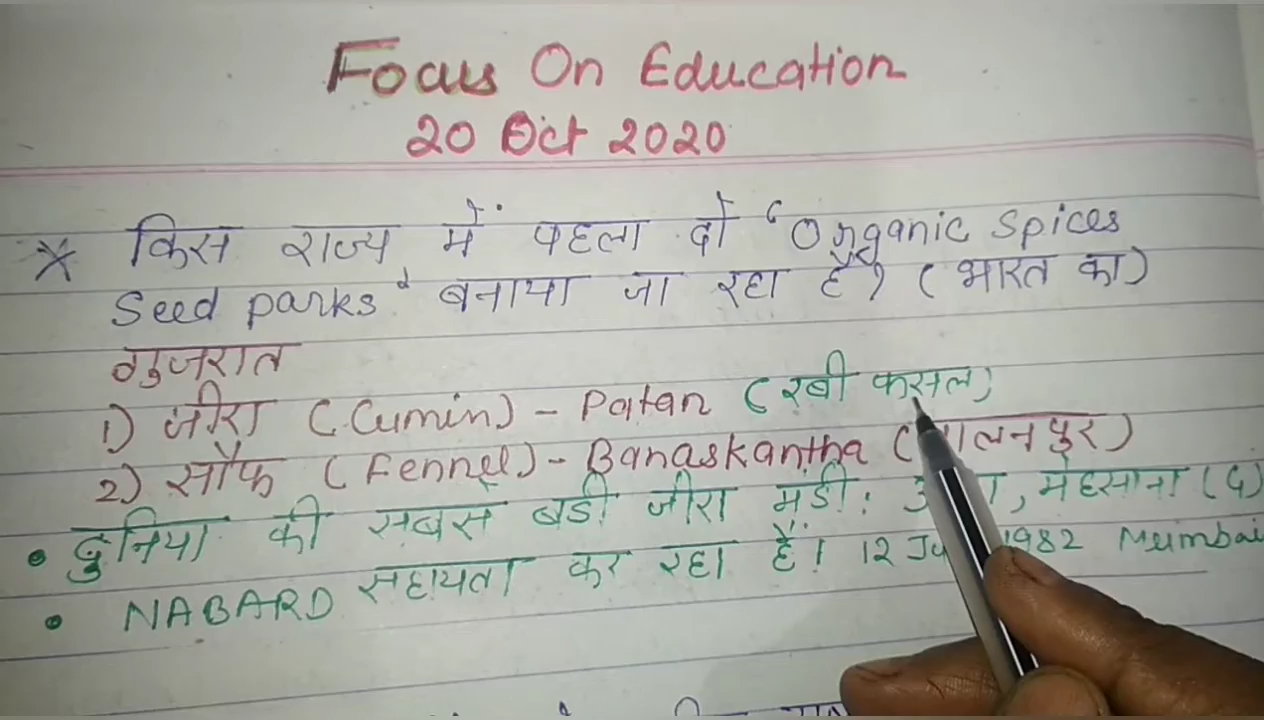 Focus On Education
20 Oct 2020
* किस राज्य में पहला दो 'Organic Spices
Seed parks' बनाया जा रहा है? (भारत का)
गुजरात
1) जीरा (Cumin) - Patan (रबी फसल)
2) सौंफ (Fennel) - Banaskantha (पालनपुर)
• दुनिया की सबसे बडी जीरा मंडी: , मेहसाना (G)
• NABARD सहायता कर रहा है। 12 1982 Mumbai